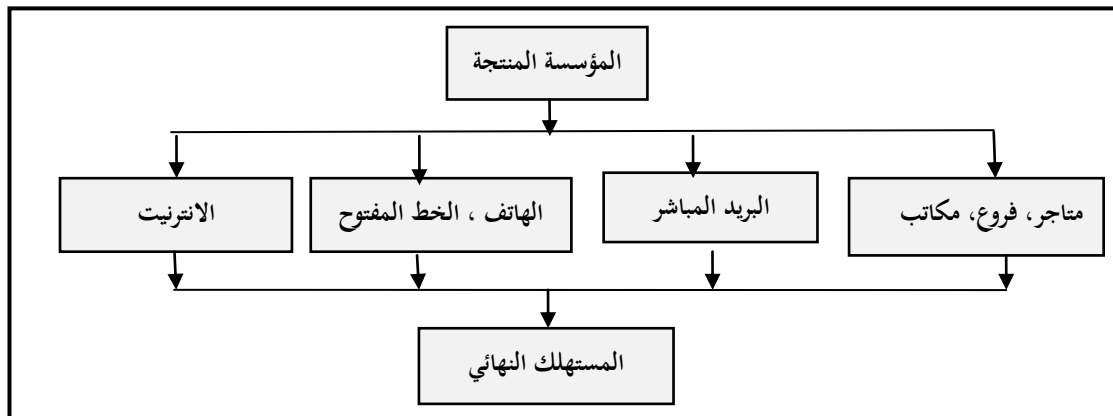 المؤسسة المنتجة
متاجر، فروع، مكاتب
البريد المباشر
الهاتف ، الخط المفتوح
الانترنيت
المستهلك النهائي